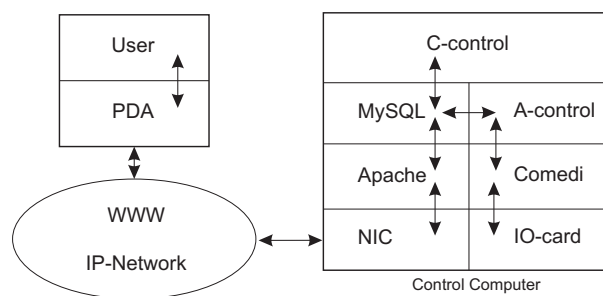 User
PDA
WWW
IP-Network
C-control
MySQL
A-control
Apache
Comedi
NIC
IO-card
Control Computer